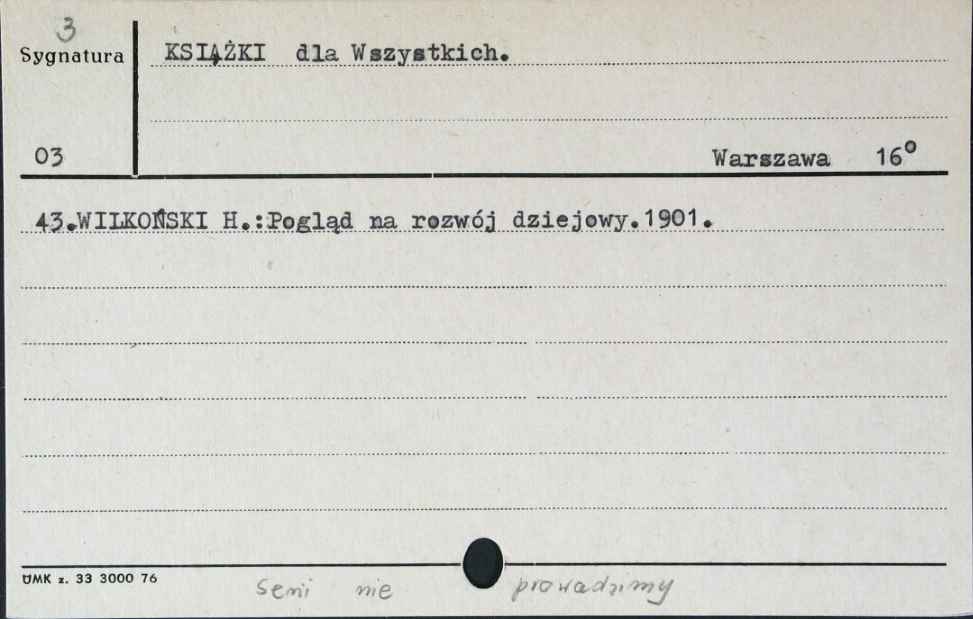 3
Sygnatura KSIĄŻKI dla Wszystkich.
03 Warszawa 16°
43.WILKOŃSKI H.:Pogląd na rozwój dziejowy.1901.
UMK z. 33 3000 76
Serii nie prowadzimy